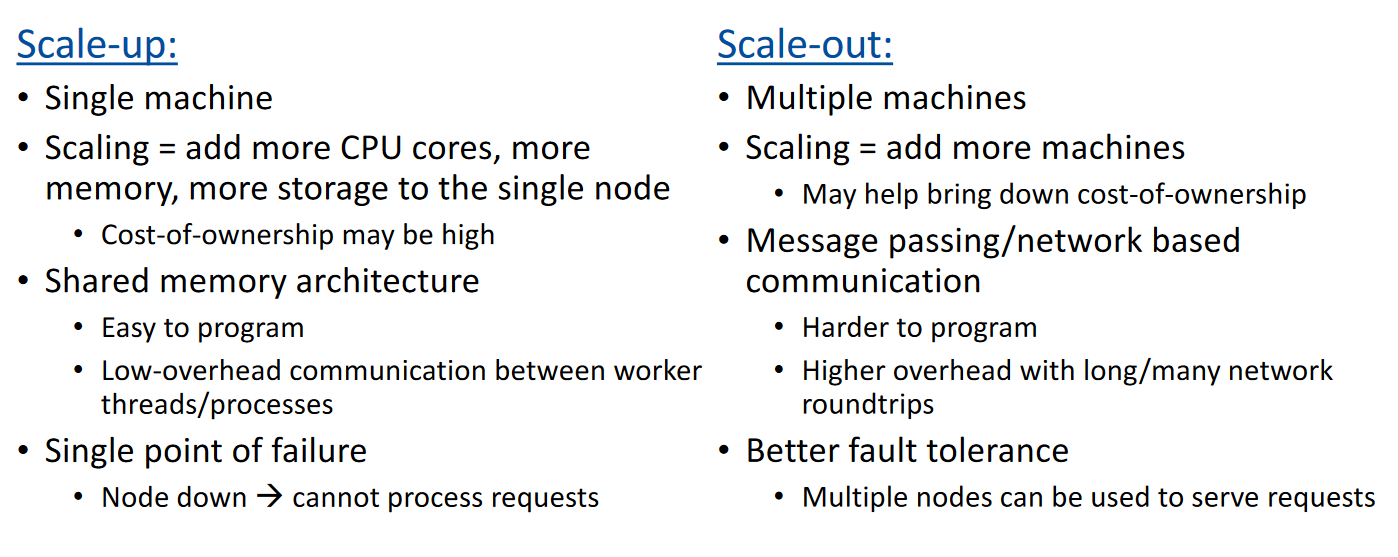 Scale-up:
• Single machine
• Scaling = add more CPU cores, more
memory, more storage to the single node
• Cost-of-ownership may be high
• Shared memory architecture
• Easy to program
• Low-overhead communication between worker
threads/processes
• Single point of failure
• Node down → cannot process requests
Scale-out:
• Multiple machines
• Scaling = add more machines
• May help bring down cost-of-ownership
• Message passing/network based
communication
• Harder to program
• Higher overhead with long/many network
roundtrips
• Better fault tolerance
• Multiple nodes can be used to serve requests